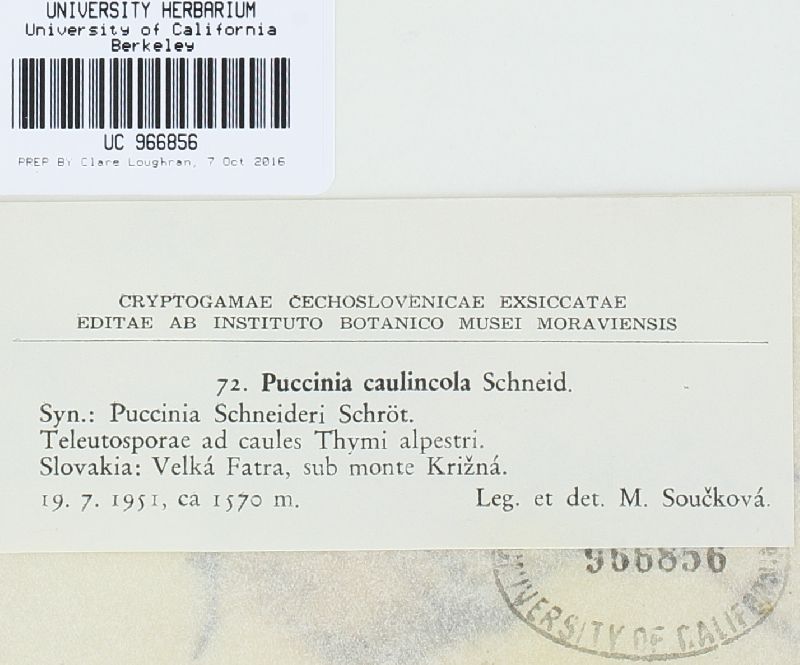 UNIVERSITY HERBARIUM
University of California
Berkeley
UC 966856
PREP BY Clare Loughran, 7 Oct 2016
CRYPTOGAMAE ČECHOSLOVENICAE EXSICCATAE
EDITAE AB INSTITUTO BOTANICO MUSEI MORAVIENSIS
72. Puccinia caulincola Schneid.
Syn.: Puccinia Schneideri Schröt.
Teleutosporae ad caules Thymi alpestri.
Slovakia: Velká Fatra, sub monte Križná.
19. 7. 1951, ca 1570 m. Leg. et det. M. Součková.
966856
UNIVERSITY OF CALIFORNIA